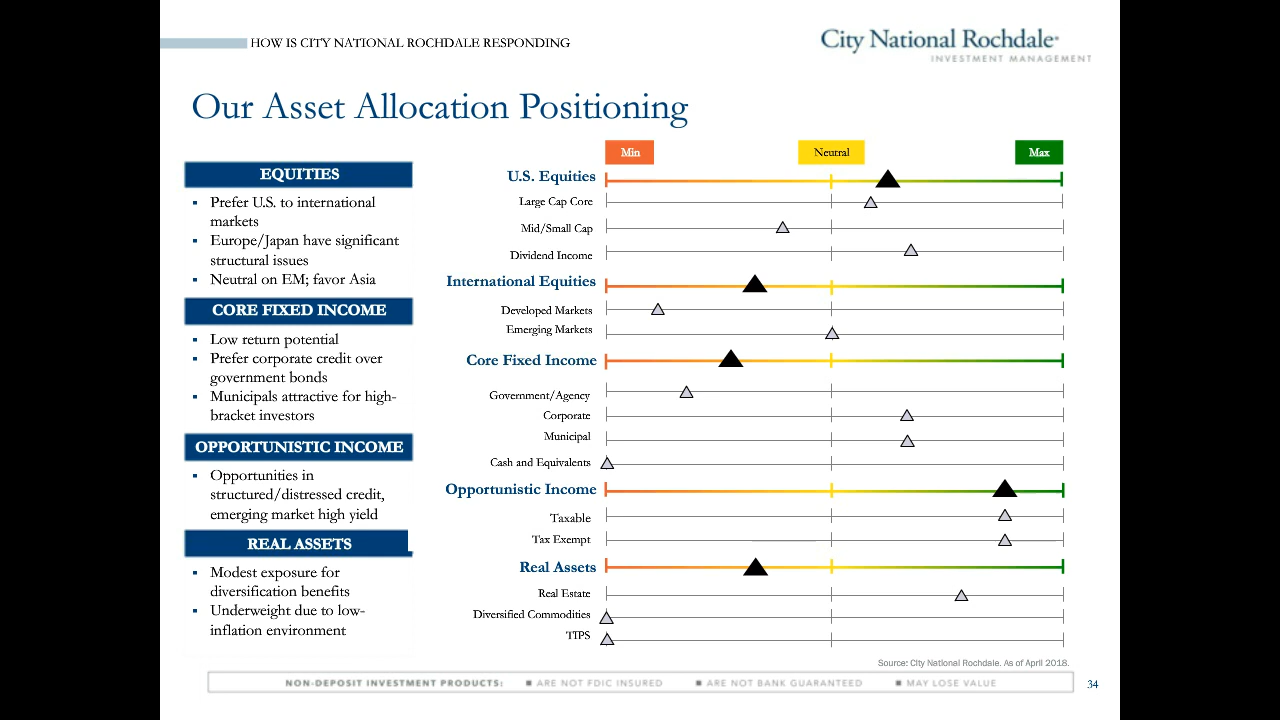 HOW IS CITY NATIONAL ROCHDALE RESPONDING
City National Rochdale
INVESTMENT MANAGEMENT
Our Asset Allocation Positioning
EQUITIES
▪ Prefer U.S. to international
markets
▪ Europe/Japan have significant
structural issues
▪ Neutral on EM; favor Asia
CORE FIXED INCOME
▪ Low return potential
▪ Prefer corporate credit over
government bonds
▪ Municipals attractive for high-
bracket investors
OPPORTUNISTIC INCOME
▪ Opportunities in
structured/distressed credit,
emerging market high yield
REAL ASSETS
▪ Modest exposure for
diversification benefits
▪ Underweight due to low-
inflation environment
Min Neutral Max
U.S. Equities
Large Cap Core
Mid/Small Cap
Dividend Income
International Equities
Developed Markets
Emerging Markets
Core Fixed Income
Government/Agency
Corporate
Municipal
Cash and Equivalents
Opportunistic Income
Taxable
Tax Exempt
Real Assets
Real Estate
Diversified Commodities
TIPS
Source: City National Rochdale. As of April 2018.
NON-DEPOSIT INVESTMENT PRODUCTS: ■ ARE NOT FDIC INSURED ■ ARE NOT BANK GUARANTEED ■ MAY LOSE VALUE
34